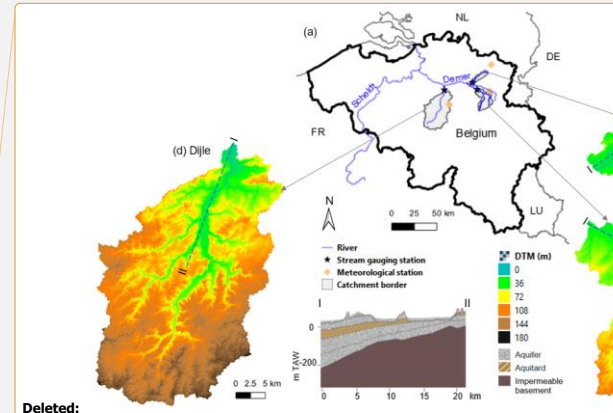 (a)
NL
DE
Demer
Scheldt
FR
Belgium
LU
(d) Dijle
I
II
I
I
N
0 25 50 km
River
Stream gauging station
Meteorological station
Catchment border
DTM (m)
0
36
72
108
144
180
Aquifer
Aquitard
Impermeable
basement
I II
m TAW
0
-200
0 5 10 15 20 km
0 2.5 5 km
Deleted: